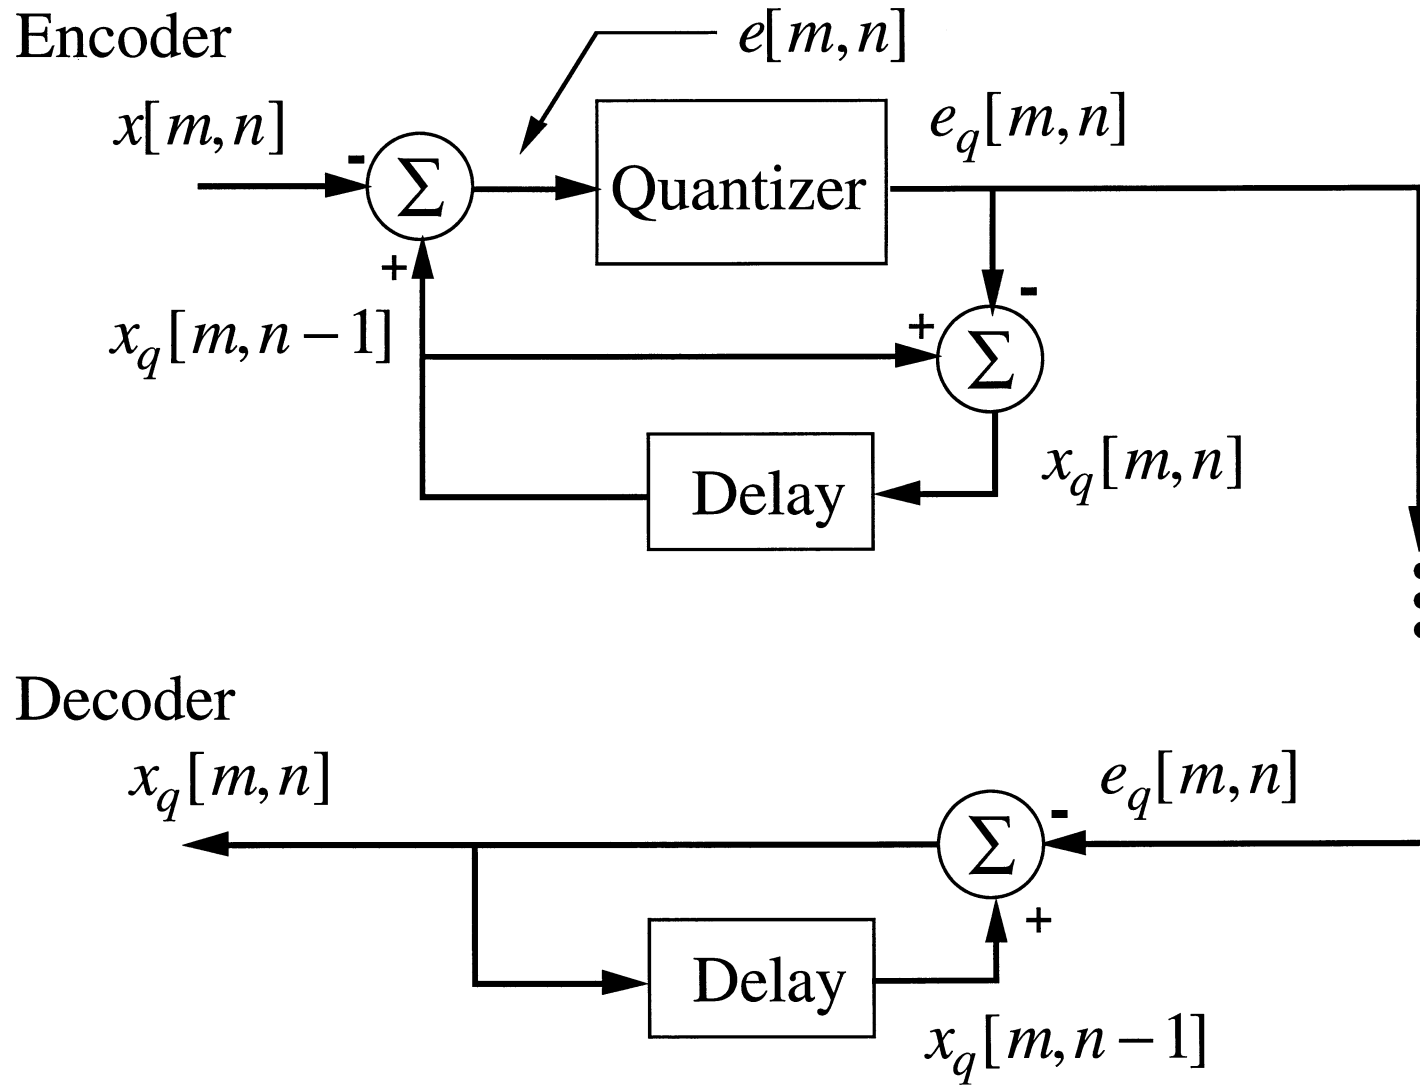 Encoder
e[m,n]
x[m,n]
-
Σ
Quantizer
e_q[m,n]
+
-
x_q[m,n−1]
+
Σ
Delay
x_q[m,n]
Decoder
x_q[m,n]
Σ
-
e_q[m,n]
+
Delay
x_q[m,n−1]